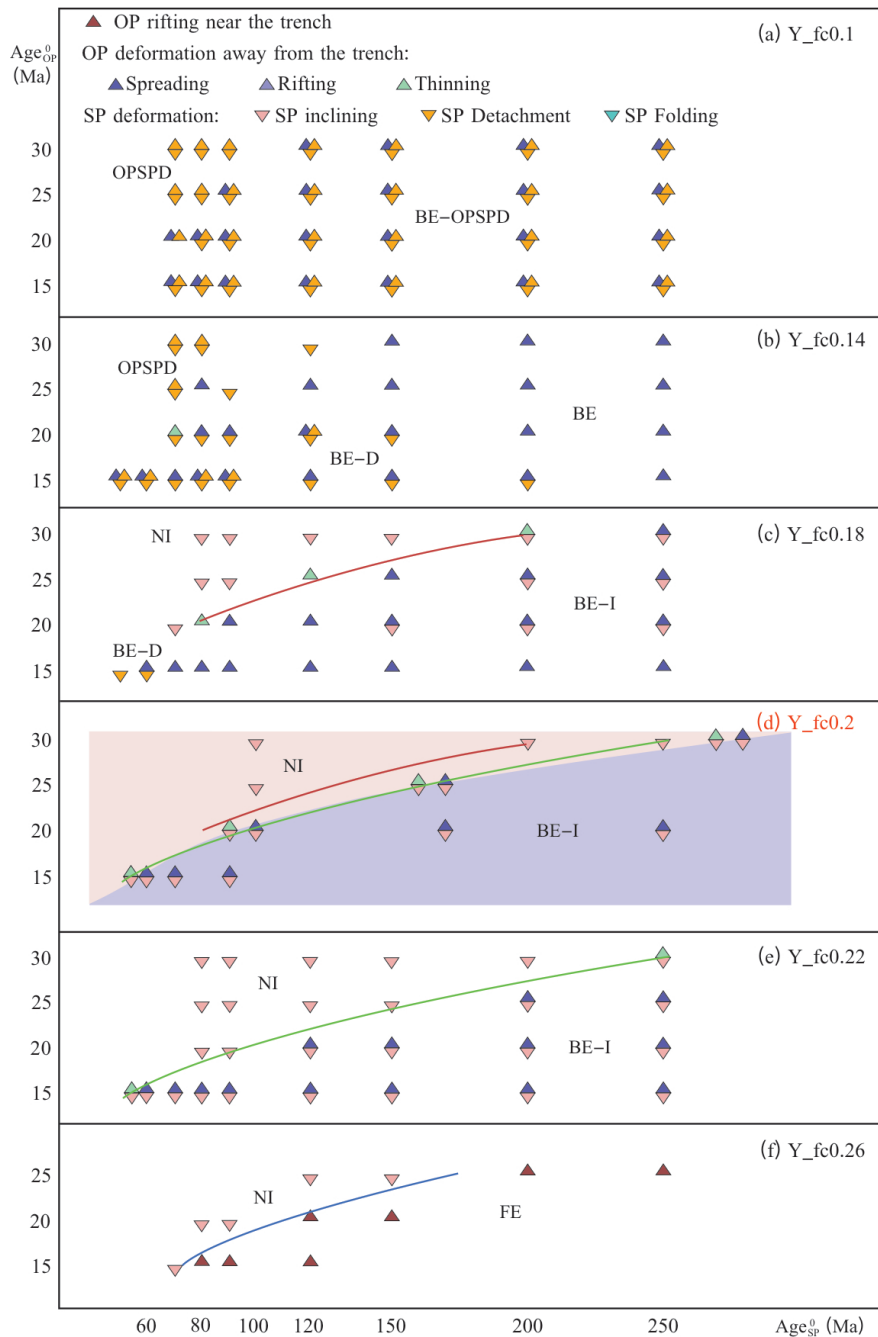 OP rifting near the trench
(a) Y_fc0.1
Age⁰OP
(Ma)
OP deformation away from the trench:
Spreading Rifting Thinning
SP deformation: SP inclining SP Detachment SP Folding
30
OPSPD
25
BE−OPSPD
20
15
(b) Y_fc0.14
30
OPSPD
25
BE
20
BE−D
15
(c) Y_fc0.18
30
NI
25
BE−I
20
BE−D
15
(d) Y_fc0.2
30
NI
25
20
BE−I
15
(e) Y_fc0.22
30
NI
25
20
BE−I
15
(f) Y_fc0.26
25
NI
FE
20
15
60 80 100 120 150 200 250 Age⁰SP (Ma)